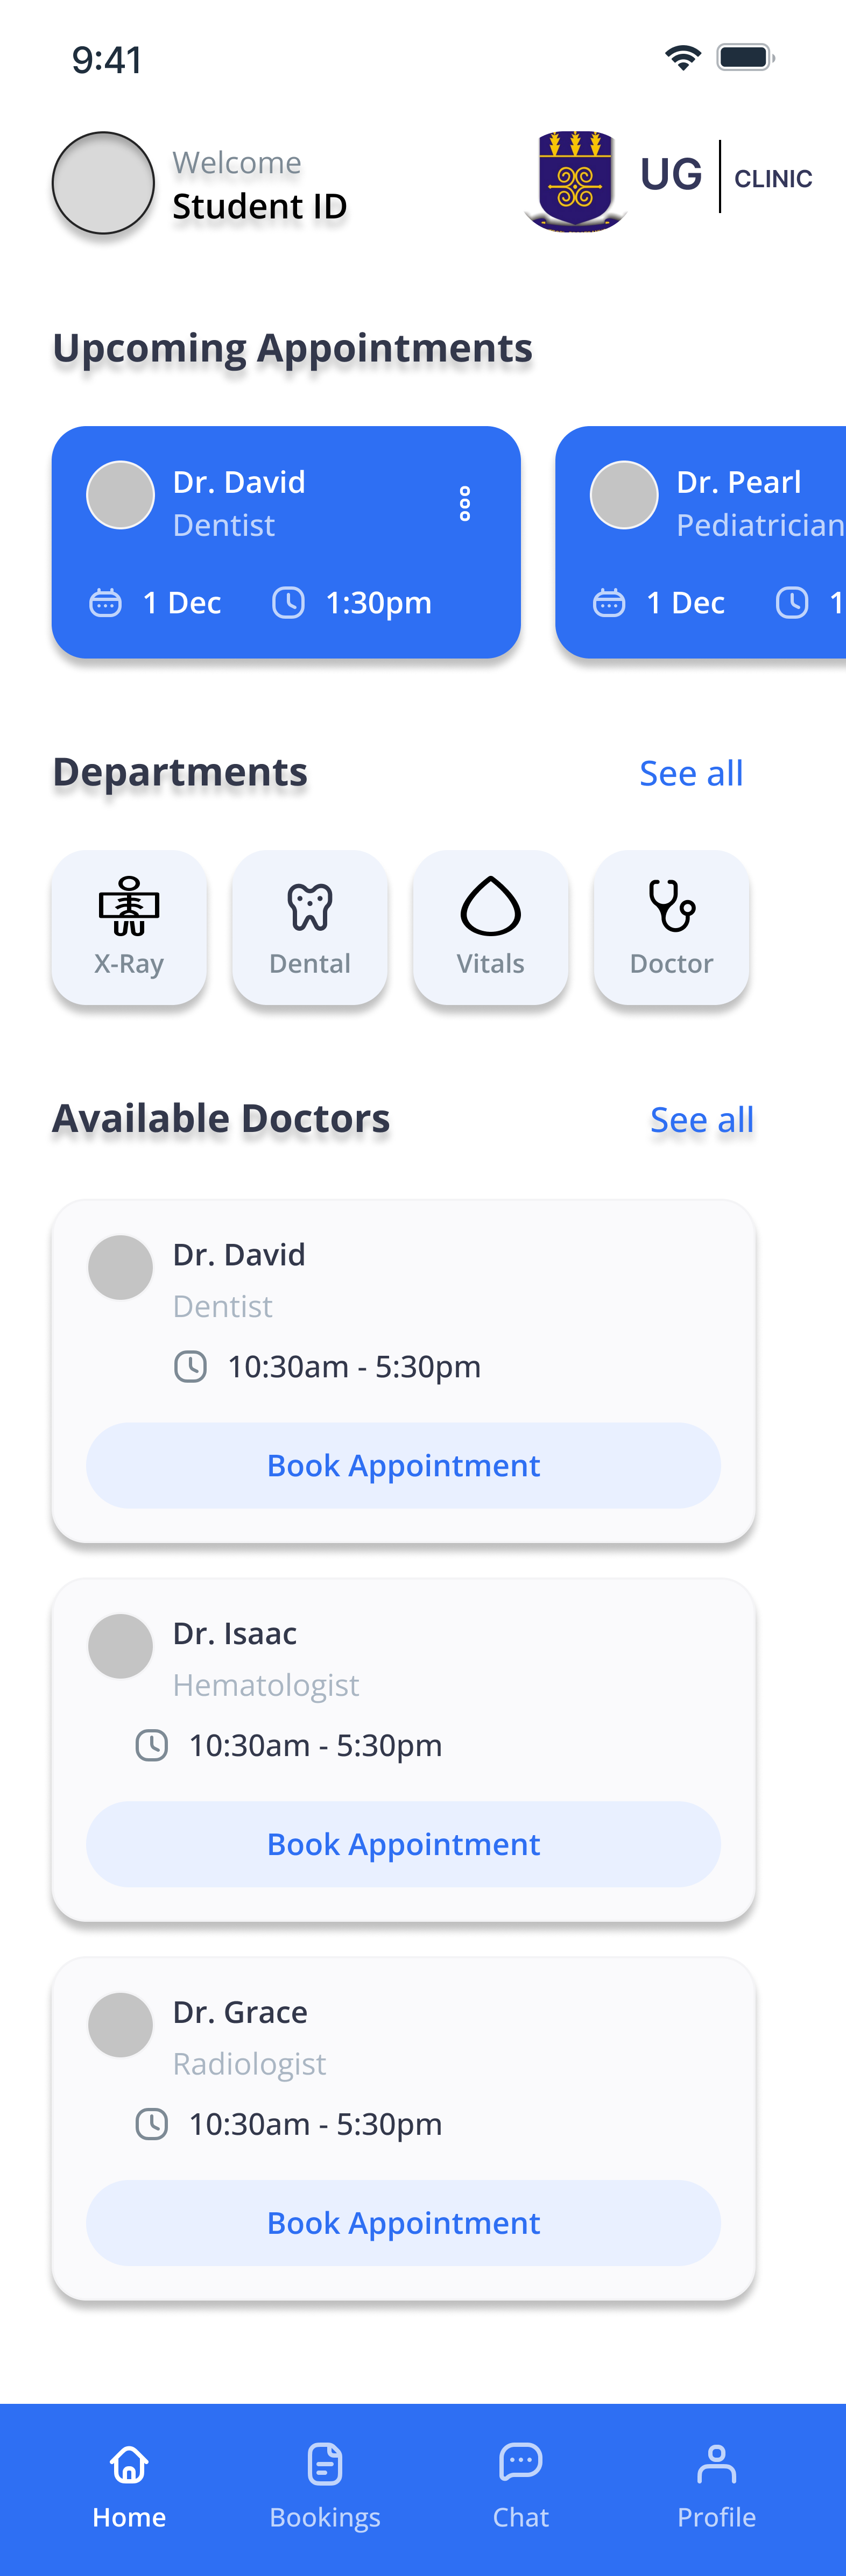 9:41
Welcome
Student ID
UG
CLINIC
Upcoming Appointments
Dr. David
Dentist
1 Dec
1:30pm
Dr. Pearl
Pediatrician
1 Dec
1
Departments
See all
X-Ray
Dental
Vitals
Doctor
Available Doctors
See all
Dr. David
Dentist
10:30am - 5:30pm
Book Appointment
Dr. Isaac
Hematologist
10:30am - 5:30pm
Book Appointment
Dr. Grace
Radiologist
10:30am - 5:30pm
Book Appointment
Home
Bookings
Chat
Profile